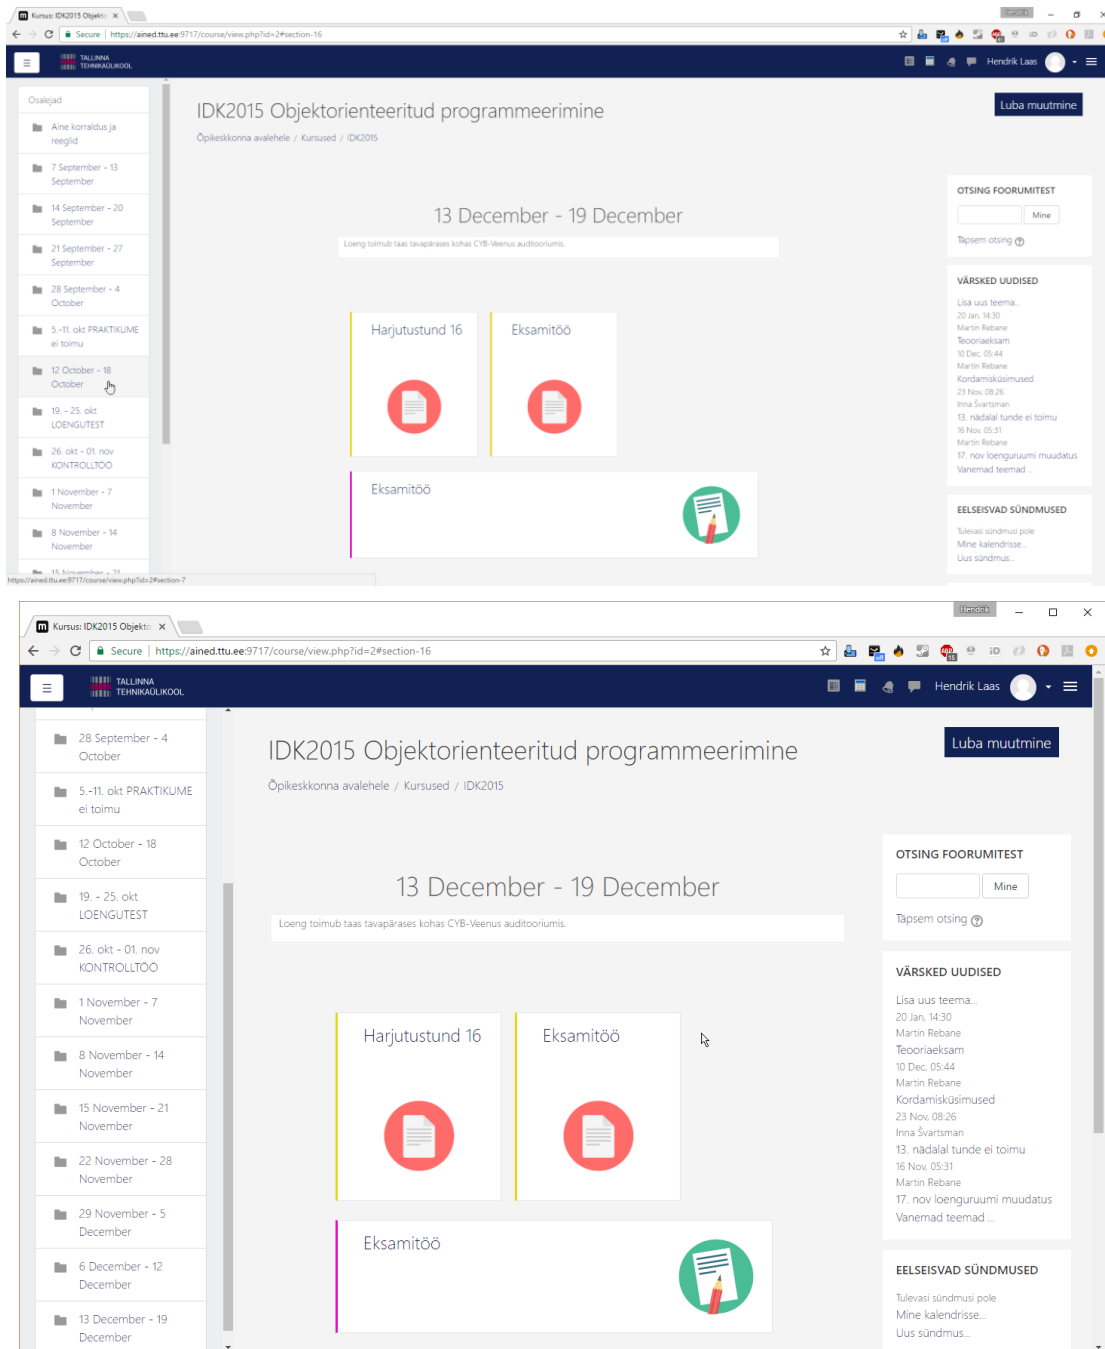 Kursus: IDK2015 Objekto
Hendrik
Secure | https://ained.ttu.ee:9717/course/view.php?id=2#section-16
TALLINNA
TEHNIKAÜLIKOOL
Hendrik Laas
Osalejad
Aine korraldus ja
reeglid
7 September - 13
September
14 September - 20
September
21 September - 27
September
28 September - 4
October
5.-11. okt PRAKTIKUME
ei toimu
12 October - 18
October
19. - 25. okt
LOENGUTEST
26. okt - 01. nov
KONTROLLTÖÖ
1 November - 7
November
8 November - 14
November
15 November - 21
https://ained.ttu.ee:9717/course/view.php?id=2#section-7
IDK2015 Objektorienteeritud programmeerimine
Õpikeskkonna avalehele / Kursused / IDK2015
Luba muutmine
13 December - 19 December
Loeng toimub taas tavapärases kohas CYB-Veenus auditooriumis.
Harjutustund 16
Eksamitöö
Eksamitöö
OTSING FOORUMITEST
Mine
Täpsem otsing
VÄRSKED UUDISED
Lisa uus teema...
20 Jan, 14:30
Martin Rebane
Teooriaeksam
10 Dec, 05:44
Martin Rebane
Kordamisküsimused
23 Nov, 08:26
Inna Švartsman
13. nädalal tunde ei toimu
16 Nov, 05:31
Martin Rebane
17. nov loenguruumi muudatus
Vanemad teemad ...
EELSEISVAD SÜNDMUSED
Tulevasi sündmusi pole
Mine kalendrisse...
Uus sündmus...
Hendrik
Kursus: IDK2015 Objekto
Secure | https://ained.ttu.ee:9717/course/view.php?id=2#section-16
TALLINNA
TEHNIKAÜLIKOOL
Hendrik Laas
28 September - 4
October
5.-11. okt PRAKTIKUME
ei toimu
12 October - 18
October
19. - 25. okt
LOENGUTEST
26. okt - 01. nov
KONTROLLTÖÖ
1 November - 7
November
8 November - 14
November
15 November - 21
November
22 November - 28
November
29 November - 5
December
6 December - 12
December
13 December - 19
December
IDK2015 Objektorienteeritud programmeerimine
Õpikeskkonna avalehele / Kursused / IDK2015
Luba muutmine
13 December - 19 December
Loeng toimub taas tavapärases kohas CYB-Veenus auditooriumis.
Harjutustund 16
Eksamitöö
Eksamitöö
OTSING FOORUMITEST
Mine
Täpsem otsing
VÄRSKED UUDISED
Lisa uus teema...
20 Jan, 14:30
Martin Rebane
Teooriaeksam
10 Dec, 05:44
Martin Rebane
Kordamisküsimused
23 Nov, 08:26
Inna Švartsman
13. nädalal tunde ei toimu
16 Nov, 05:31
Martin Rebane
17. nov loenguruumi muudatus
Vanemad teemad ...
EELSEISVAD SÜNDMUSED
Tulevasi sündmusi pole
Mine kalendrisse...
Uus sündmus...